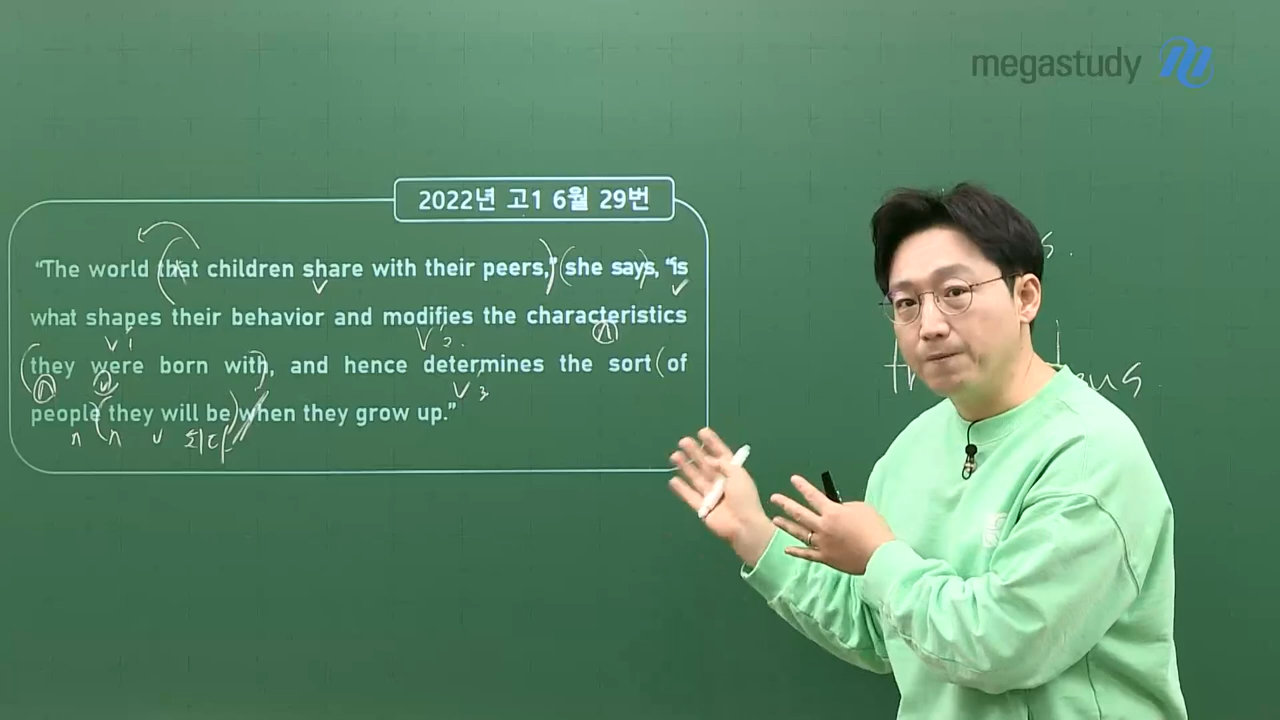 megastudy
2022년 고1 6월 29번
“The world that children share with their peers,” she says, “is
what shapes their behavior and modifies the characteristics
they were born with, and hence determines the sort of
people they will be when they grow up.”